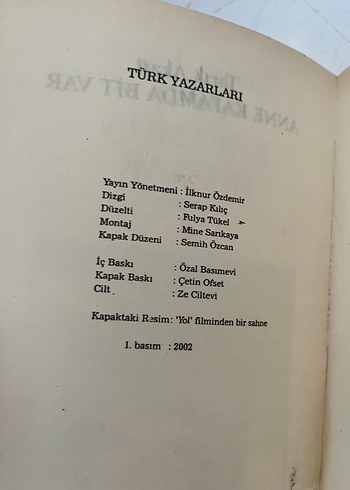 TÜRK YAZARLARI
Yayın Yönetmeni : İlknur Özdemir
Dizgi : Serap Kılıç
Düzelti : Fulya Tükel
Montaj : Mine Sarıkaya
Kapak Düzeni : Semih Özcan
İç Baskı : Özal Basımevi
Kapak Baskı : Çetin Ofset
Cilt : Ze Ciltevi
Kapaktaki Resim: 'Yol' filminden bir sahne
1. basım : 2002